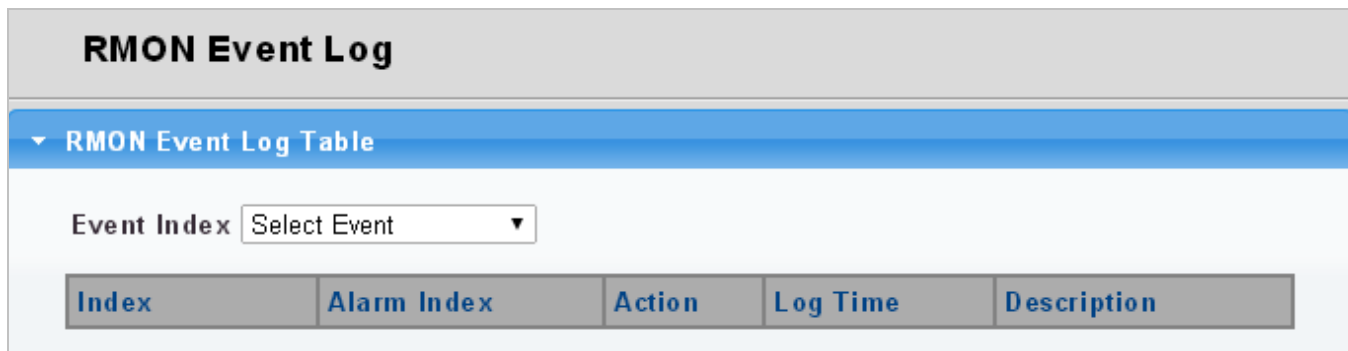 RMON Event Log
RMON Event Log Table
Event Index Select Event
Index Alarm Index Action Log Time Description